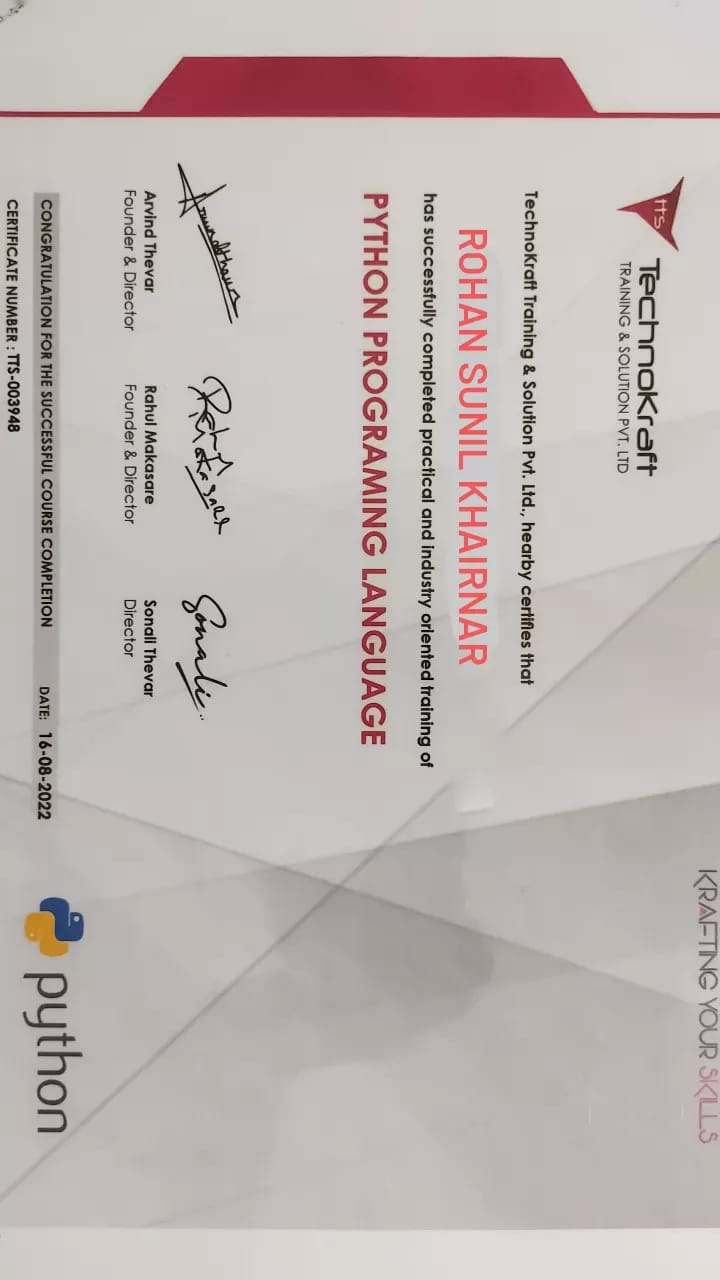 KRAFTING YOUR SKILLS
TTS
TechnoKraft
TRAINING & SOLUTION PVT. LTD
TechnoKraft Training & Solution Pvt. Ltd., hearby certifies that
ROHAN SUNIL KHAIRNAR
has successfully completed practical and industry oriented training of
PYTHON PROGRAMING LANGUAGE
Rahul Makasare
Sonali
Arvind Thevar
Founder & Director
Rahul Makasare
Founder & Director
Sonali Thevar
Director
CONGRATULATION FOR THE SUCCESSFUL COURSE COMPLETION DATE: 16-08-2022
CERTIFICATE NUMBER : TTS-003948
python